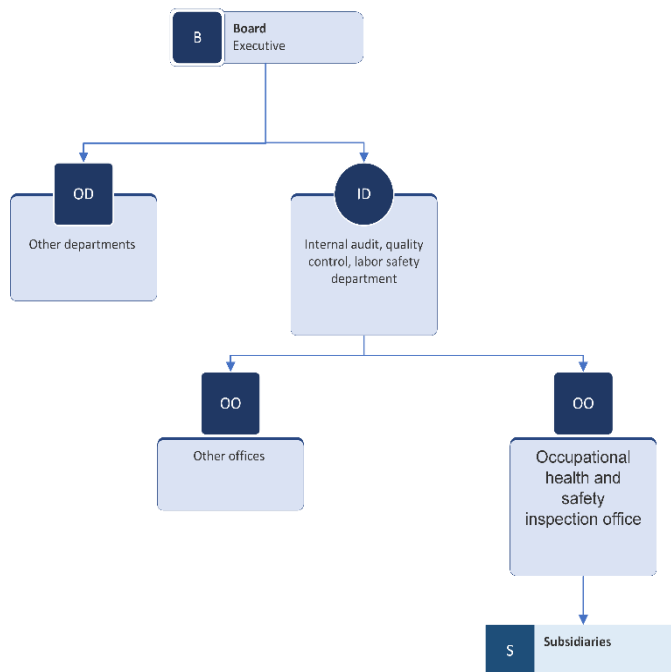 B
Board
Executive
OD
ID
Other departments
Internal audit, quality
control, labor safety
department
OO
OO
Other offices
Occupational
health and
safety
inspection office
S
Subsidiaries